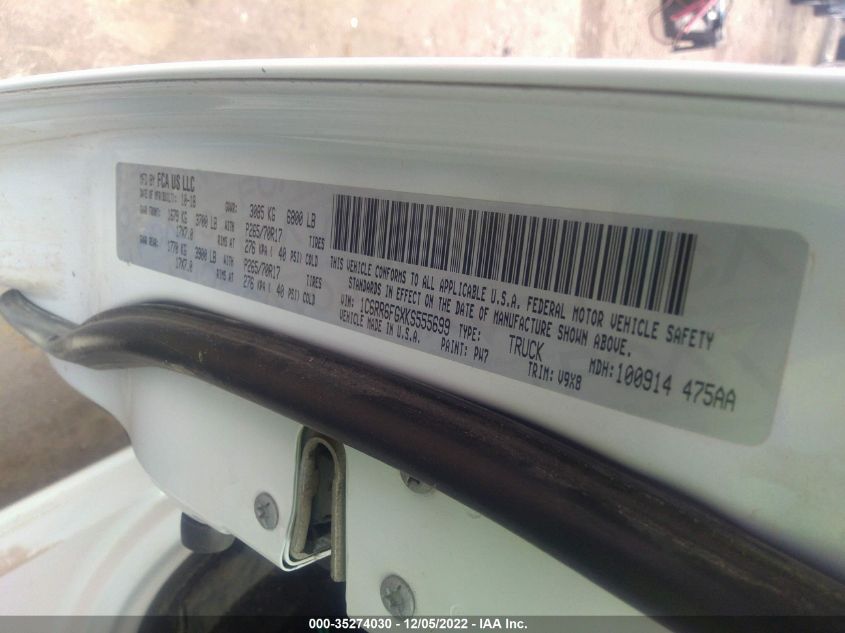 MFD BY FCA US LLC
DATE OF MFR(BUILT): 10-18 GVWR: 3085 KG 6800 LB
GAWR FRONT: 1679 KG 3700 LB WITH P265/70R17 TIRES
17X7.0 RIMS AT 276 KPA ( 40 PSI) COLD
GAWR REAR: 1770 KG 3900 LB WITH P265/70R17 TIRES
17X7.0 RIMS AT 276 KPA ( 40 PSI) COLD
THIS VEHICLE CONFORMS TO ALL APPLICABLE U.S.A. FEDERAL MOTOR VEHICLE SAFETY
STANDARDS IN EFFECT ON THE DATE OF MANUFACTURE SHOWN ABOVE.
VIN: 1C6RR6FGXKS555699 TYPE: TRUCK MDH:100914 475AA
VEHICLE MADE IN U.S.A. PAINT: PW7 TRIM: V9X8
000-35274030 - 12/05/2022 - IAA Inc.